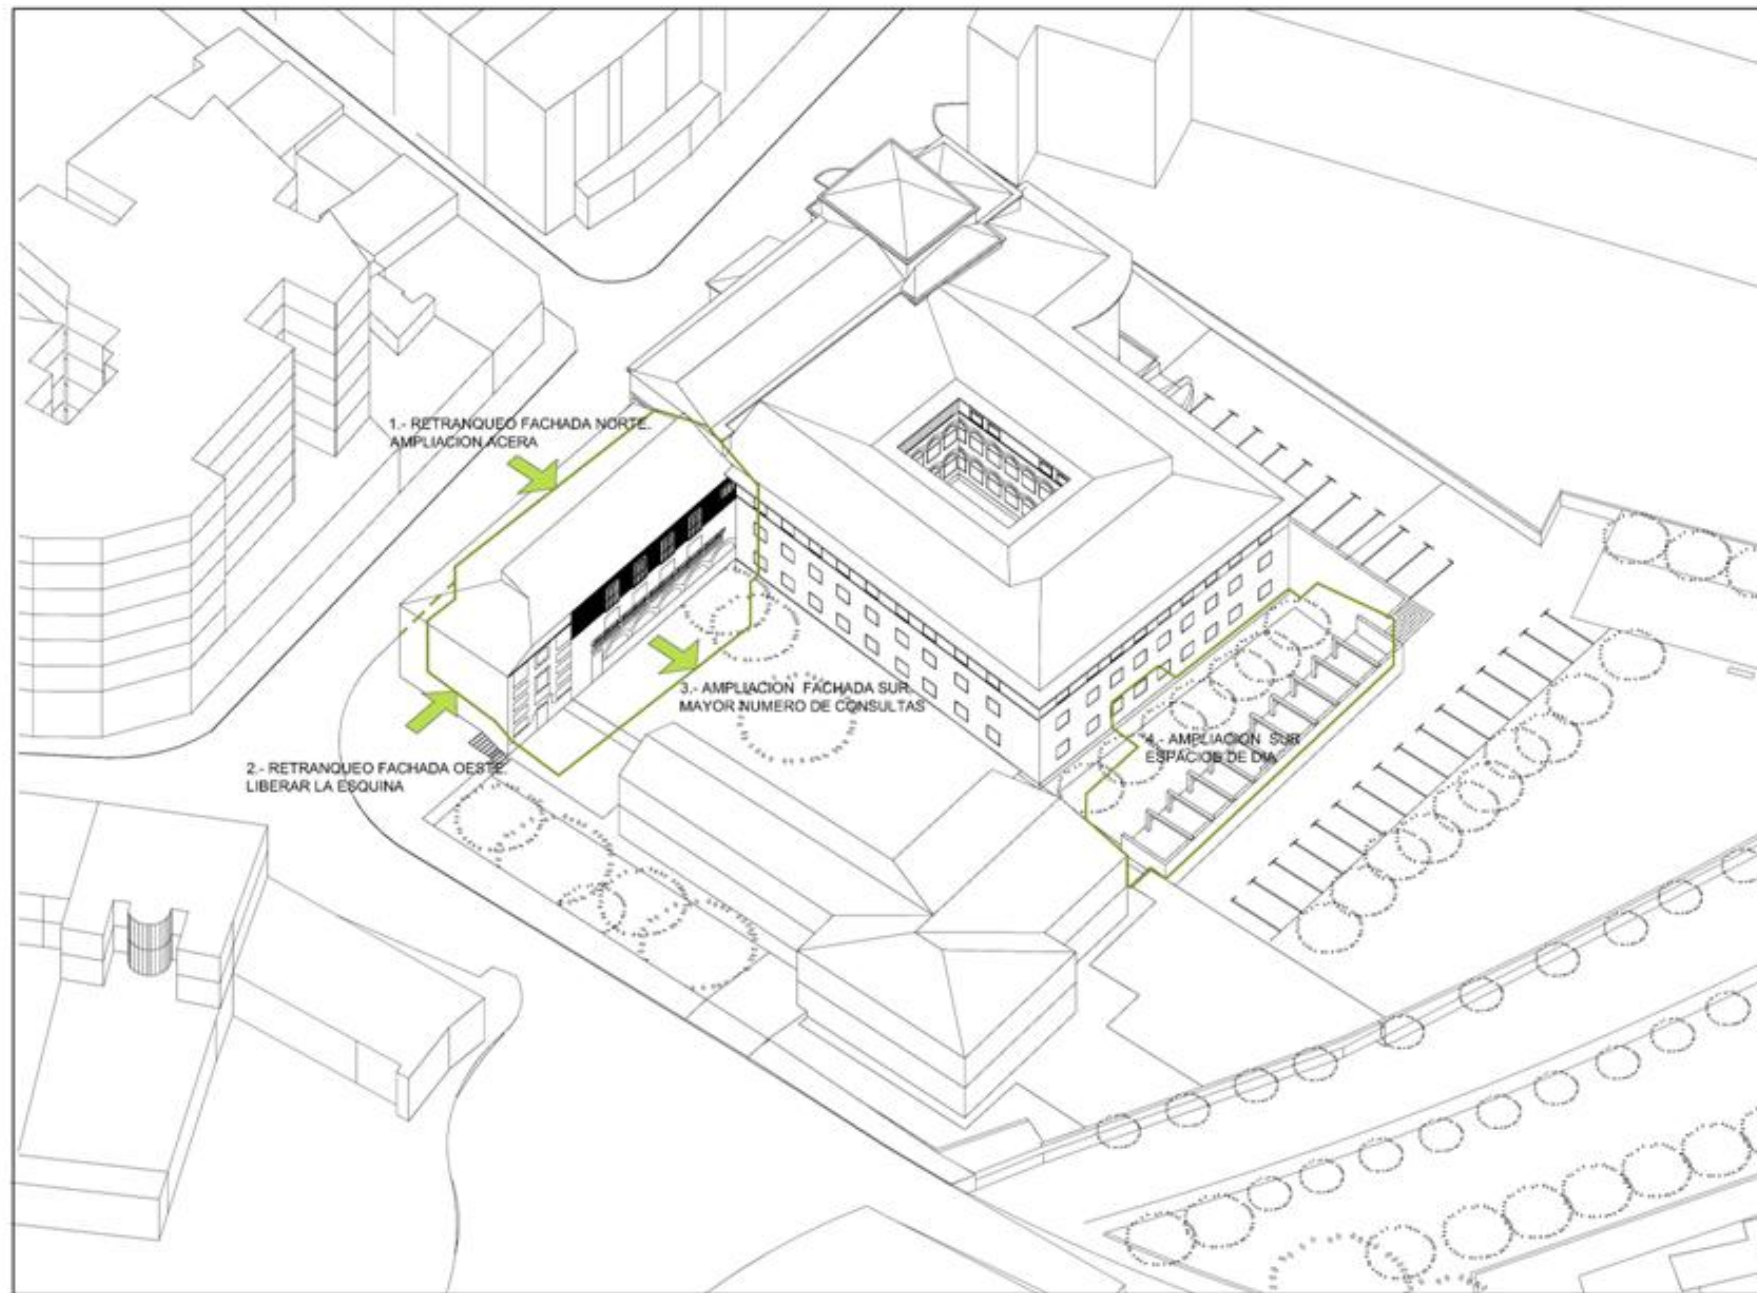 1.- RETRANQUEO FACHADA NORTE.
AMPLIACION ACERA
3.- AMPLIACION FACHADA SUR.
MAYOR NUMERO DE CONSULTAS
4.- AMPLIACION SUR
ESPACIOS DE DIA
2.- RETRANQUEO FACHADA OESTE.
LIBERAR LA ESQUINA